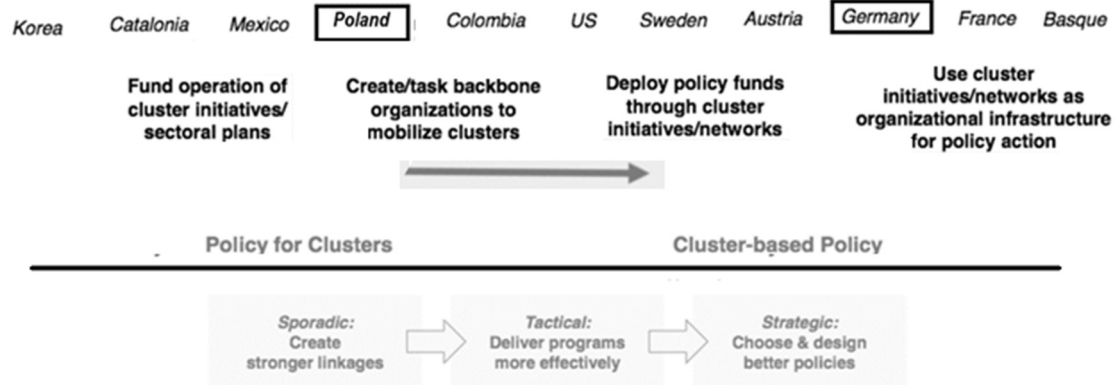 Korea Catalonia Mexico Poland Colombia US Sweden Austria Germany France Basque
Fund operation of
cluster initiatives/
sectoral plans
Create/task backbone
organizations to
mobilize clusters
Deploy policy funds
through cluster
initiatives/networks
Use cluster
initiatives/networks as
organizational infrastructure
for policy action
Policy for Clusters
Cluster-based Policy
Sporadic:
Create
stronger linkages
Tactical:
Deliver programs
more effectively
Strategic:
Choose & design
better policies